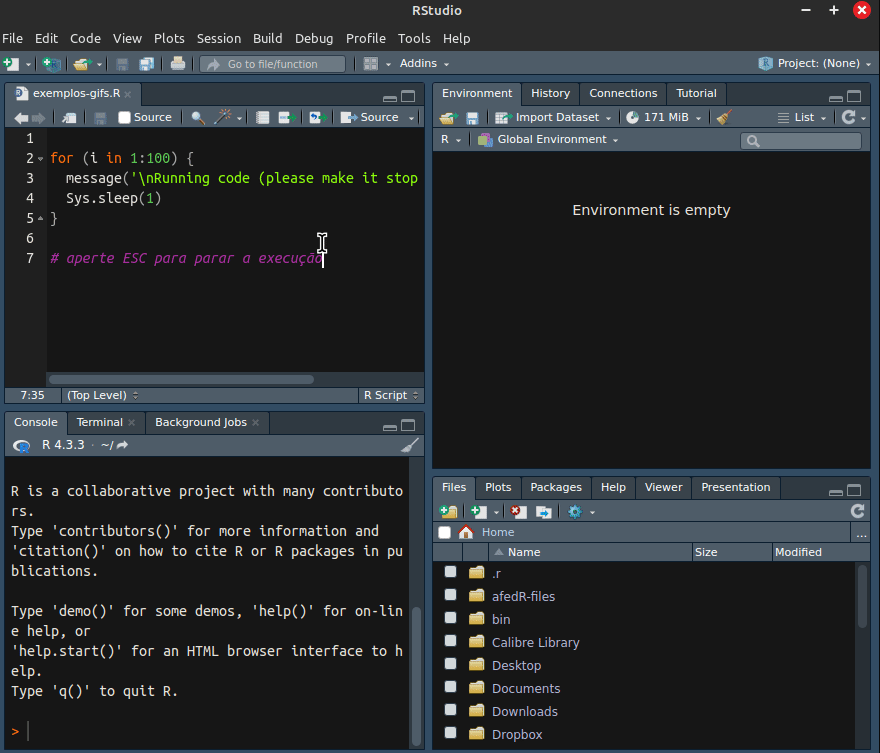 RStudio
File Edit Code View Plots Session Build Debug Profile Tools Help
Go to file/function Addins Project: (None)
exemplos-gifs.R
Source Source
1
2 for (i in 1:100) {
3 message('\nRunning code (please make it stop
4 Sys.sleep(1)
5 }
6
7 # aperte ESC para parar a execução
7:35 (Top Level) R Script
Console Terminal Background Jobs
R 4.3.3 · ~/
R is a collaborative project with many contributo
rs.
Type 'contributors()' for more information and
'citation()' on how to cite R or R packages in pu
blications.
Type 'demo()' for some demos, 'help()' for on-lin
e help, or
'help.start()' for an HTML browser interface to h
elp.
Type 'q()' to quit R.
>
Environment History Connections Tutorial
Import Dataset 171 MiB List
R Global Environment
Environment is empty
Files Plots Packages Help Viewer Presentation
Home ...
Name Size Modified
.r
afedR-files
bin
Calibre Library
Desktop
Documents
Downloads
Dropbox